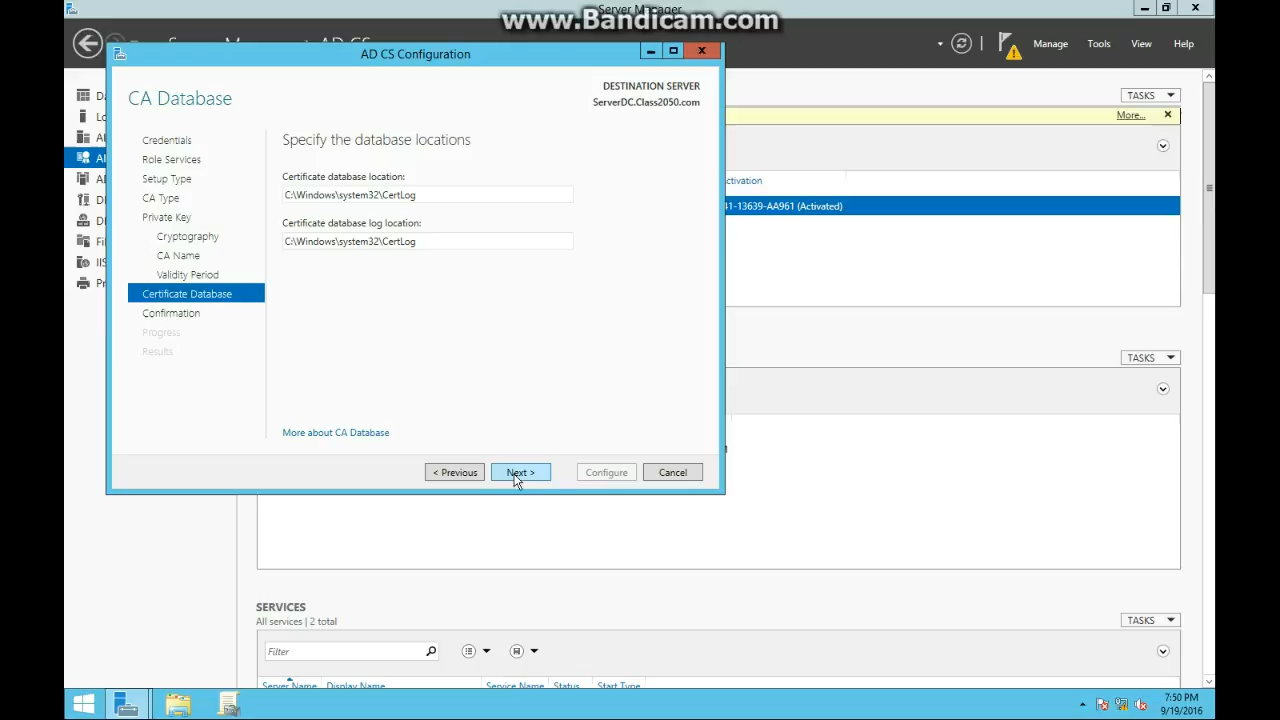 Server Manager
www.Bandicam.com
Manage
Tools
View
Help
AD CS Configuration
CA Database
DESTINATION SERVER
ServerDC.Class2050.com
Credentials
Role Services
Setup Type
CA Type
Private Key
Cryptography
CA Name
Validity Period
Certificate Database
Confirmation
Progress
Results
Specify the database locations
Certificate database location:
C:\Windows\system32\CertLog
Certificate database log location:
C:\Windows\system32\CertLog
More about CA Database
< Previous
Next >
Configure
Cancel
TASKS
More...
ctivation
41-13639-AA961 (Activated)
TASKS
SERVICES
All services | 2 total
TASKS
Filter
Server Name
Display Name
Service Name
Status
Start Type
7:50 PM
9/19/2016